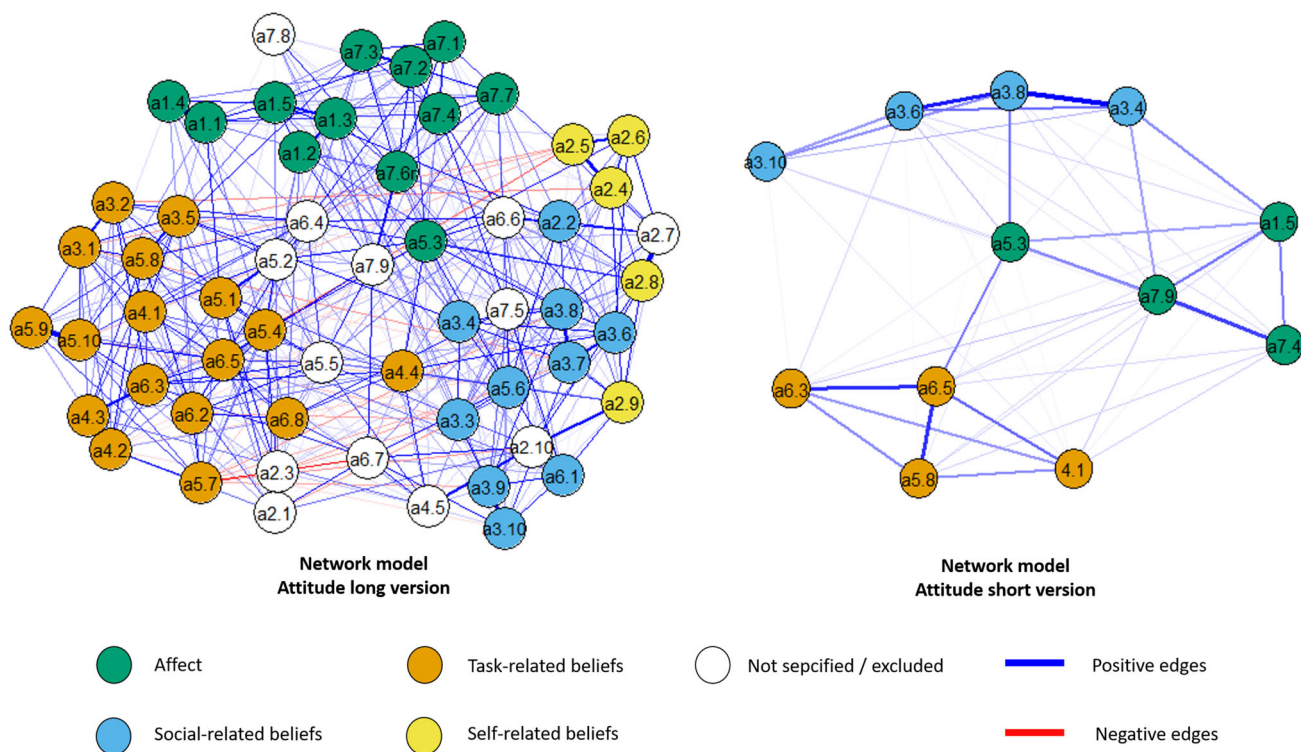 a7.8
a7.3
a7.1
a7.2
a7.7
a1.4
a1.1
a1.5
a1.3
a7.4
a1.2
a7.6r
a2.5
a2.6
a2.4
a3.2
a3.5
a6.4
a6.6
a2.2
a2.7
a3.1
a5.8
a5.2
a7.9
a5.3
a2.8
a5.1
a4.1
a5.4
a3.4
a7.5
a3.8
a3.6
a5.9
a5.10
a6.5
a5.5
a4.4
a3.7
a6.3
a5.6
a2.9
a4.3
a6.2
a6.8
a3.3
a4.2
a2.10
a5.7
a2.3
a6.7
a3.9
a6.1
a2.1
a4.5
a3.10
Network model
Attitude long version
a3.8
a3.6
a3.4
a3.10
a1.5
a5.3
a7.9
a7.4
a6.3
a6.5
a5.8
4.1
Network model
Attitude short version
Affect
Task-related beliefs
Not sepcified / excluded
Positive edges
Social-related beliefs
Self-related beliefs
Negative edges